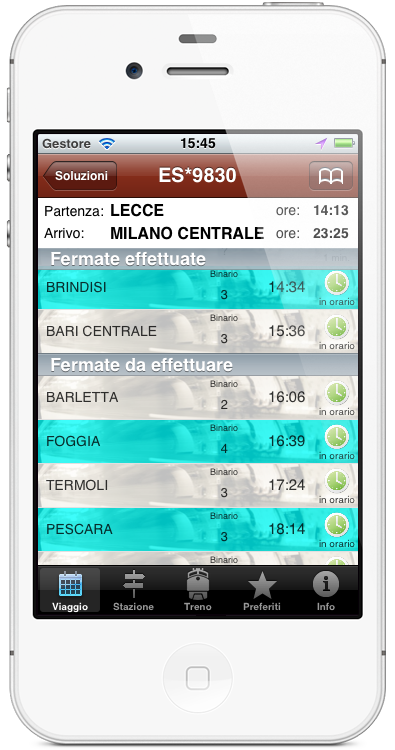 Gestore 15:45
Soluzioni ES*9830
Partenza: LECCE ore: 14:13
Arrivo: MILANO CENTRALE ore: 23:25
Fermate effettuate
Binario
BRINDISI 3 14:34
in orario
Binario
BARI CENTRALE 3 15:36
in orario
Fermate da effettuare
Binario
BARLETTA 2 16:06
in orario
Binario
FOGGIA 4 16:39
in orario
Binario
TERMOLI 3 17:24
in orario
Binario
PESCARA 3 18:14
in orario
Binario
Viaggio Stazione Treno Preferiti Info